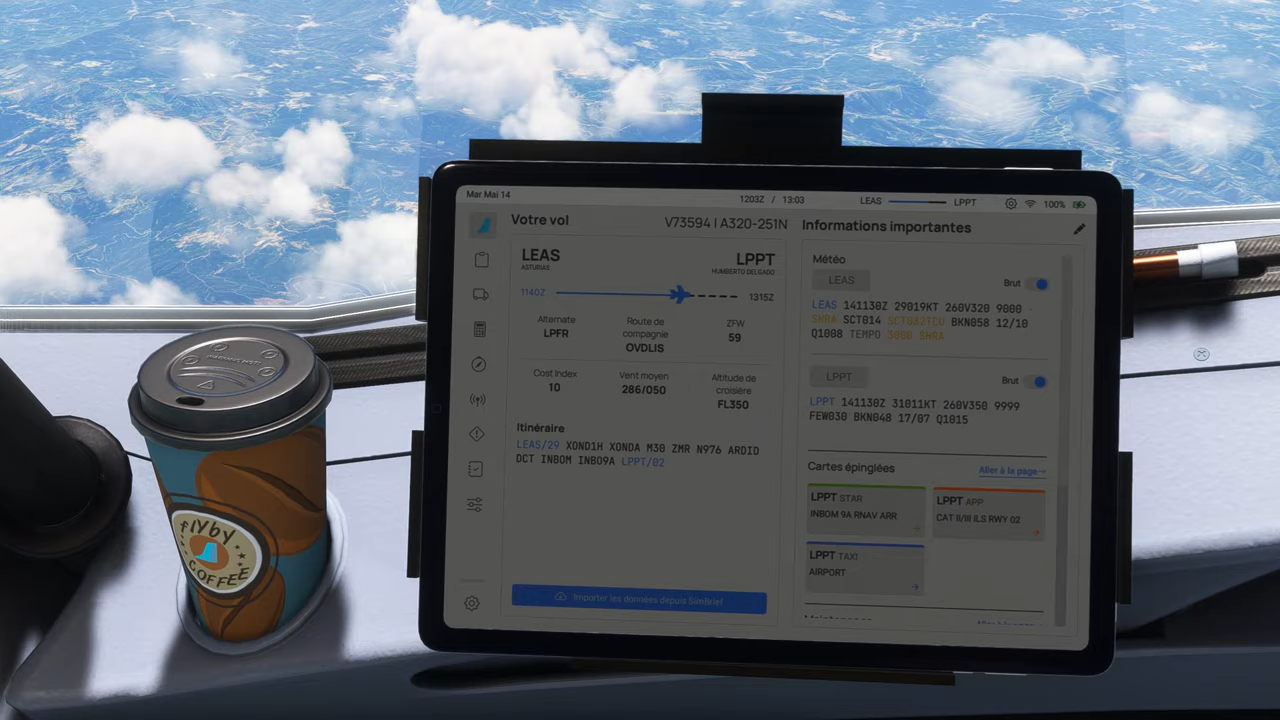 Mar Mai 14
1203Z / 13:03
LEAS LPPT
100%
Votre vol
V73594 | A320-251N
LEAS
LPPT
ASTURIAS
HUMBERTO DELGADO
1140Z
1315Z
Alternate
LPFR
Route de
compagnie
OVDLIS
ZFW
59
Cost Index
10
Vent moyen
286/050
Altitude de
croisière
FL350
Itinéraire
LEAS/29 XOND1H XONDA M30 ZMR N976 ARDID
DCT INBOM INBO9A LPPT/02
Importer les données depuis SimBrief
Informations importantes
Météo
LEAS
Brut
LEAS 141130Z 29019KT 260V320 9000
SHRA SCT014 SCT032TCU BKN058 12/10
Q1008 TEMPO 3000 SHRA
LPPT
Brut
LPPT 141130Z 31011KT 260V350 9999
FEW030 BKN048 17/07 Q1015
Cartes épinglées
Aller à la page
LPPT STAR
INBOM 9A RNAV ARR
LPPT APP
CAT II/III ILS RWY 02
LPPT TAXI
AIRPORT
FlyBy
COFFEE